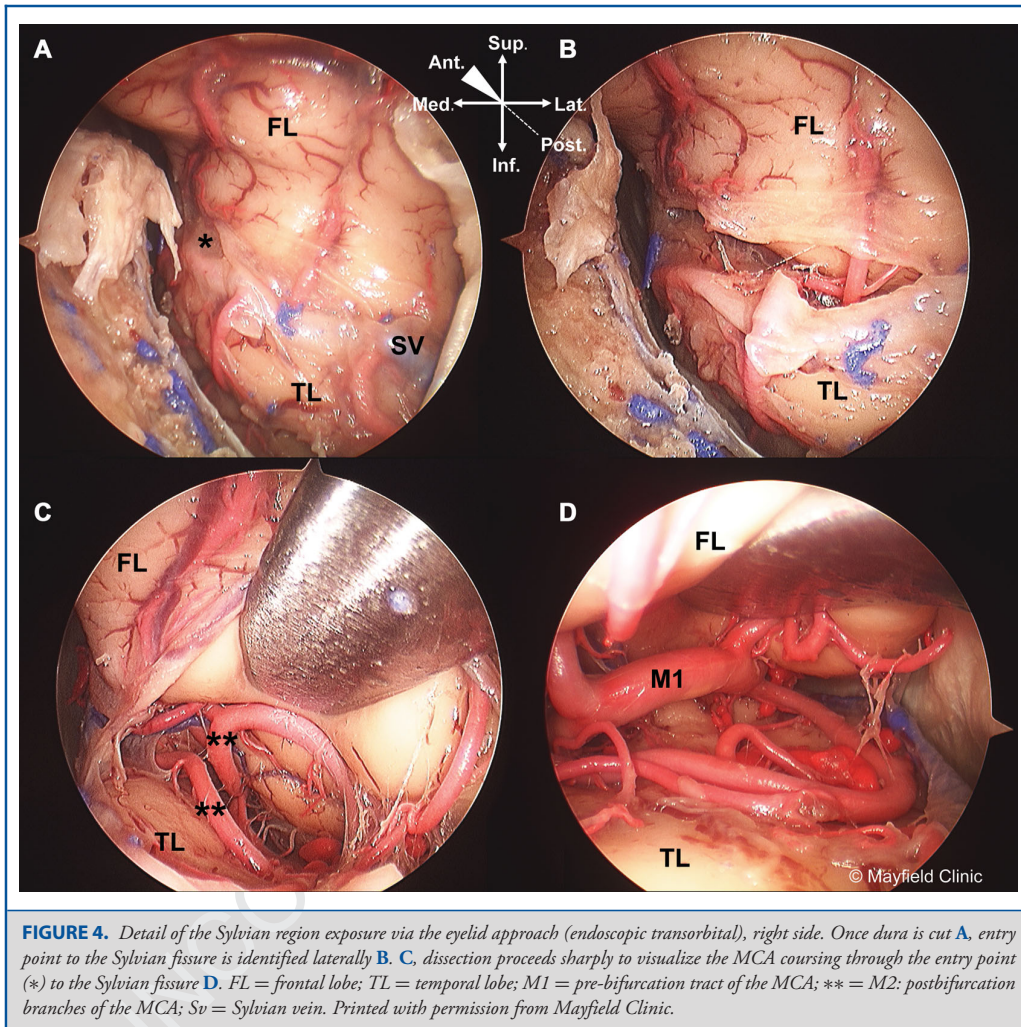 A
FL
*
SV
TL
Sup.
Ant.
Med.
Lat.
Post.
Inf.
B
FL
TL
C
FL
**
**
TL
D
FL
M1
TL
© Mayfield Clinic
FIGURE 4. Detail of the Sylvian region exposure via the eyelid approach (endoscopic transorbital), right side. Once dura is cut A, entry
point to the Sylvian fissure is identified laterally B. C, dissection proceeds sharply to visualize the MCA coursing through the entry point
(*) to the Sylvian fissure D. FL = frontal lobe; TL = temporal lobe; M1 = pre-bifurcation tract of the MCA; ** = M2: postbifurcation
branches of the MCA; Sv = Sylvian vein. Printed with permission from Mayfield Clinic.